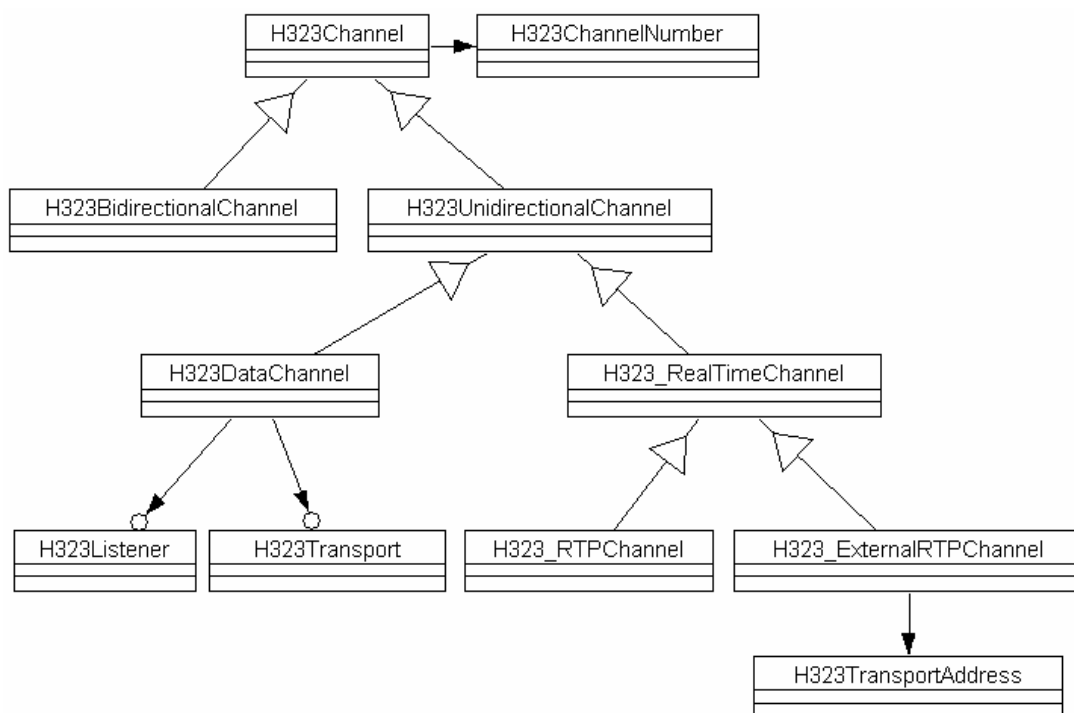 H323Channel
H323ChannelNumber
H323BidirectionalChannel
H323UnidirectionalChannel
H323DataChannel
H323_RealTimeChannel
H323Listener
H323Transport
H323_RTPChannel
H323_ExternalRTPChannel
H323TransportAddress